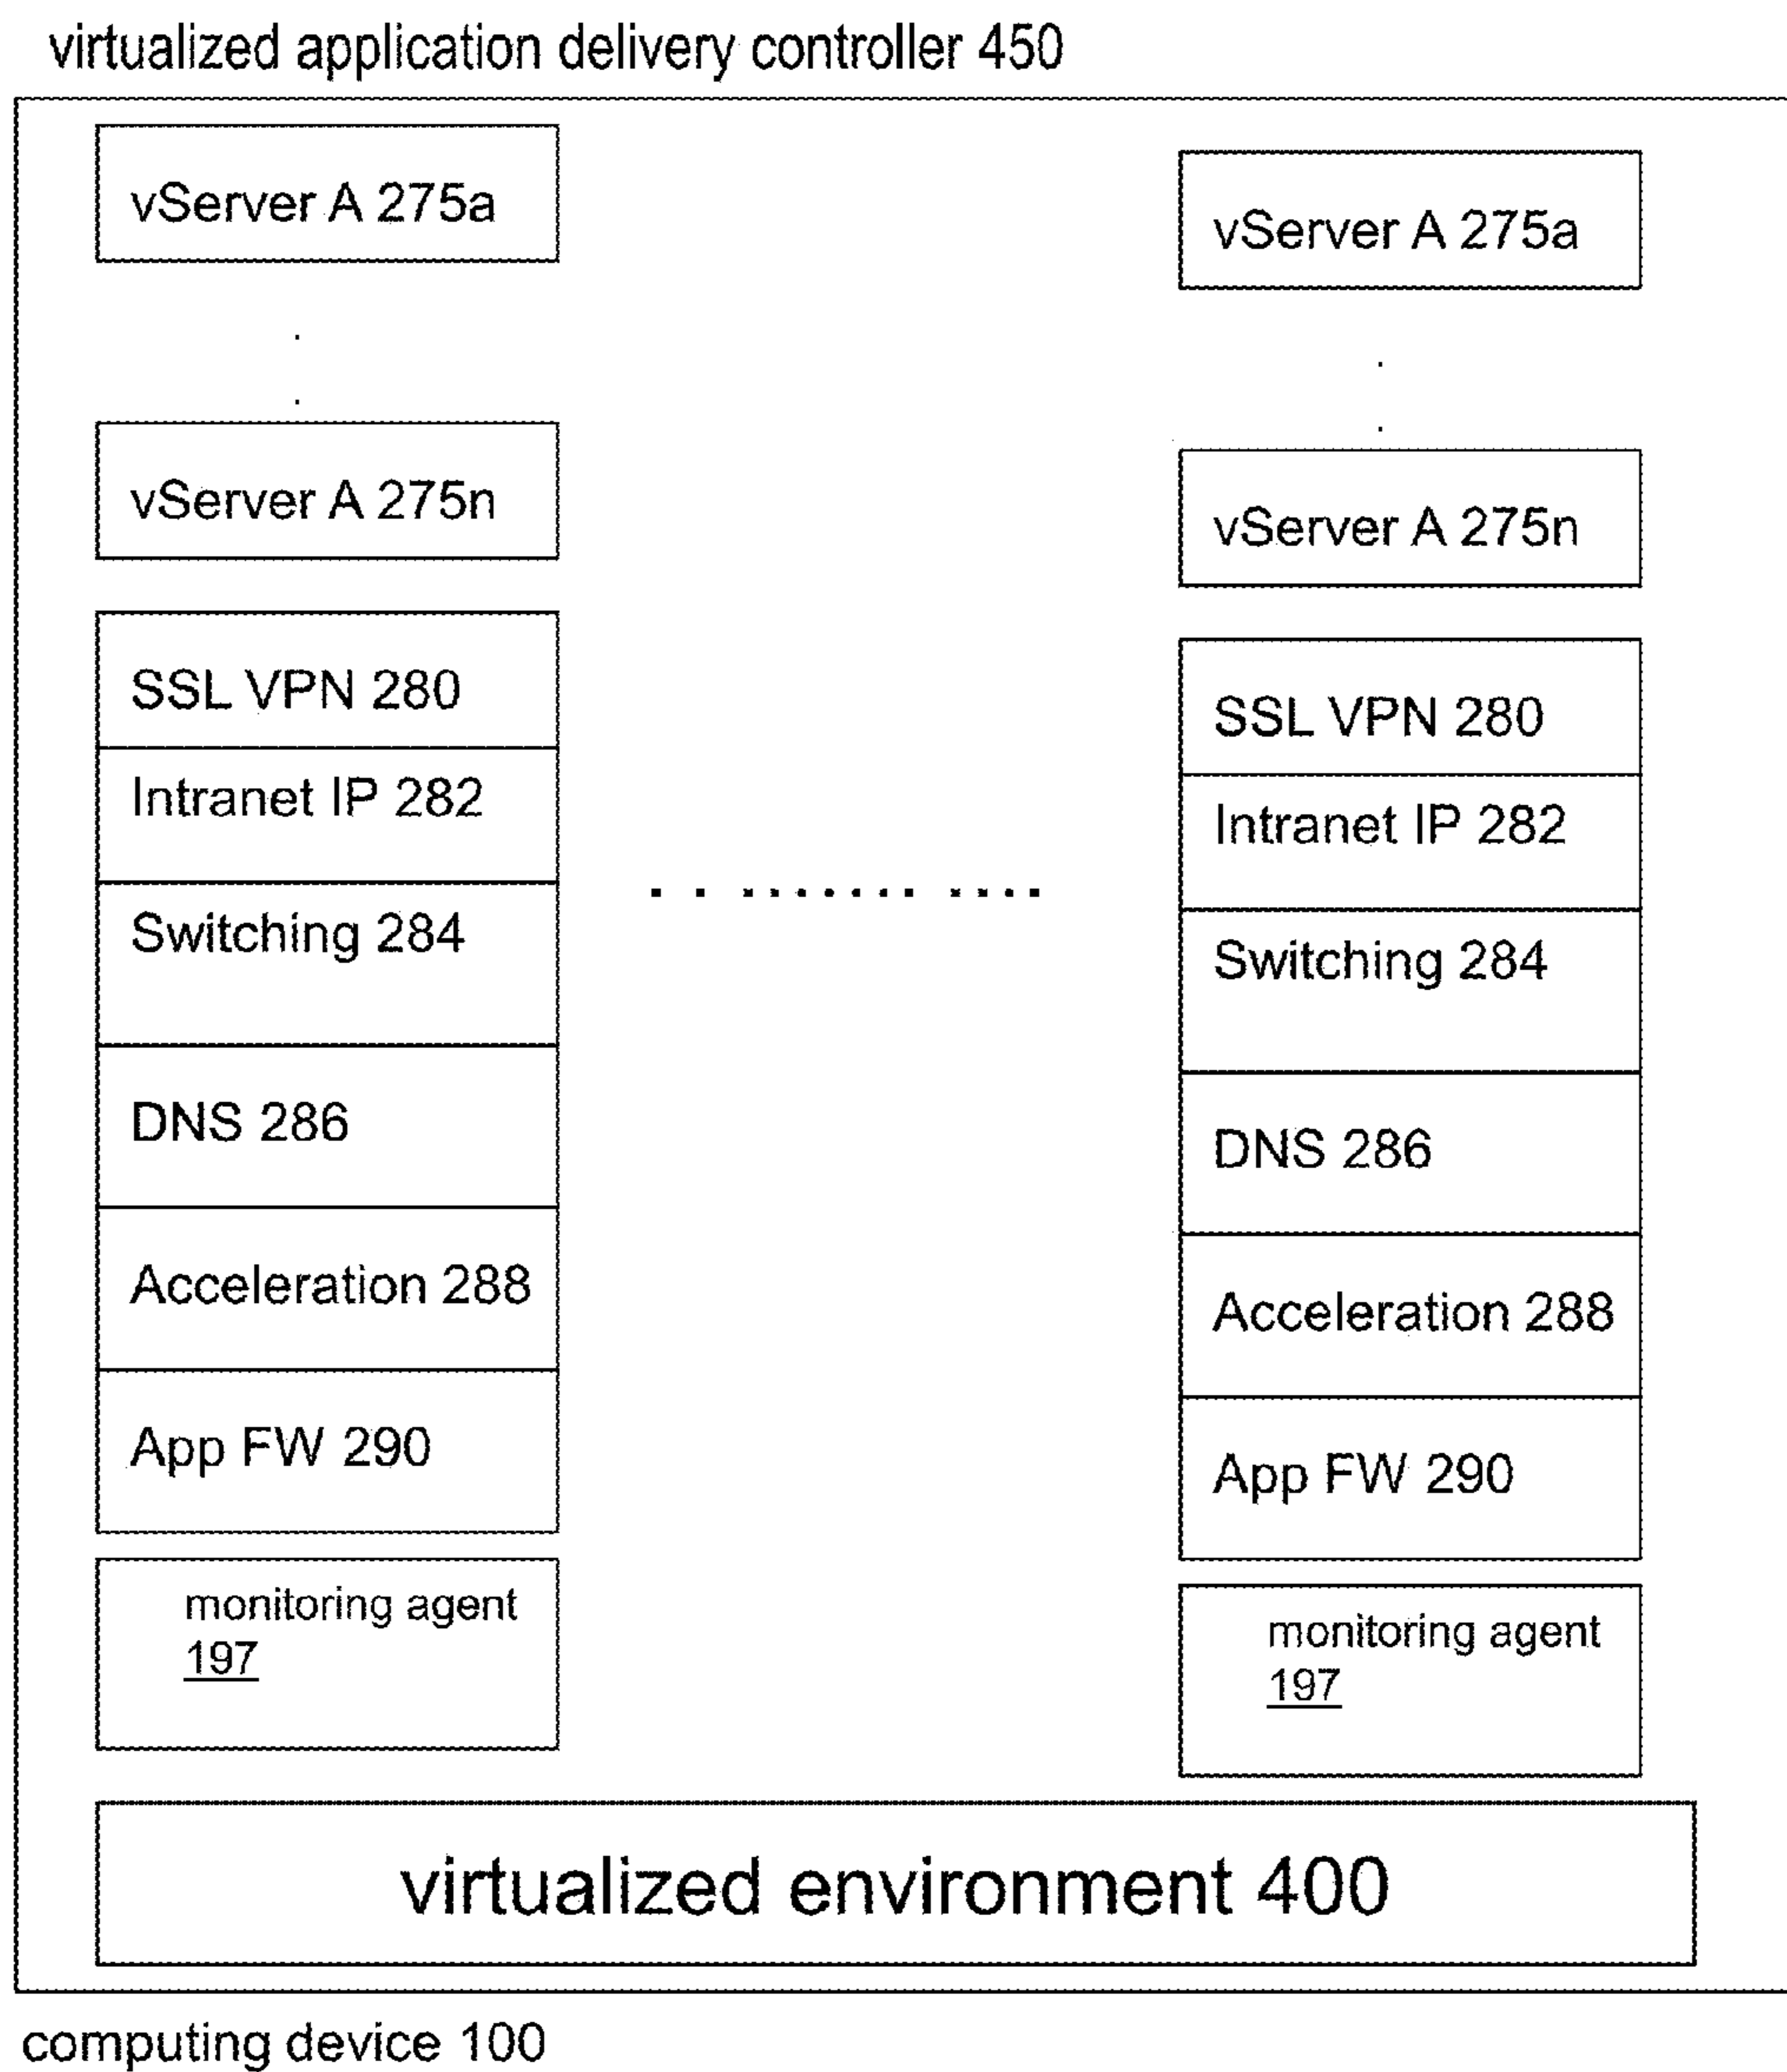 virtualized application delivery controller 450
vServer A 275a
vServer A 275n
SSL VPN 280
Intranet IP 282
Switching 284
DNS 286
Acceleration 288
App FW 290
monitoring agent
197
vServer A 275a
vServer A 275n
SSL VPN 280
Intranet IP 282
Switching 284
DNS 286
Acceleration 288
App FW 290
monitoring agent
197
virtualized environment 400
computing device 100